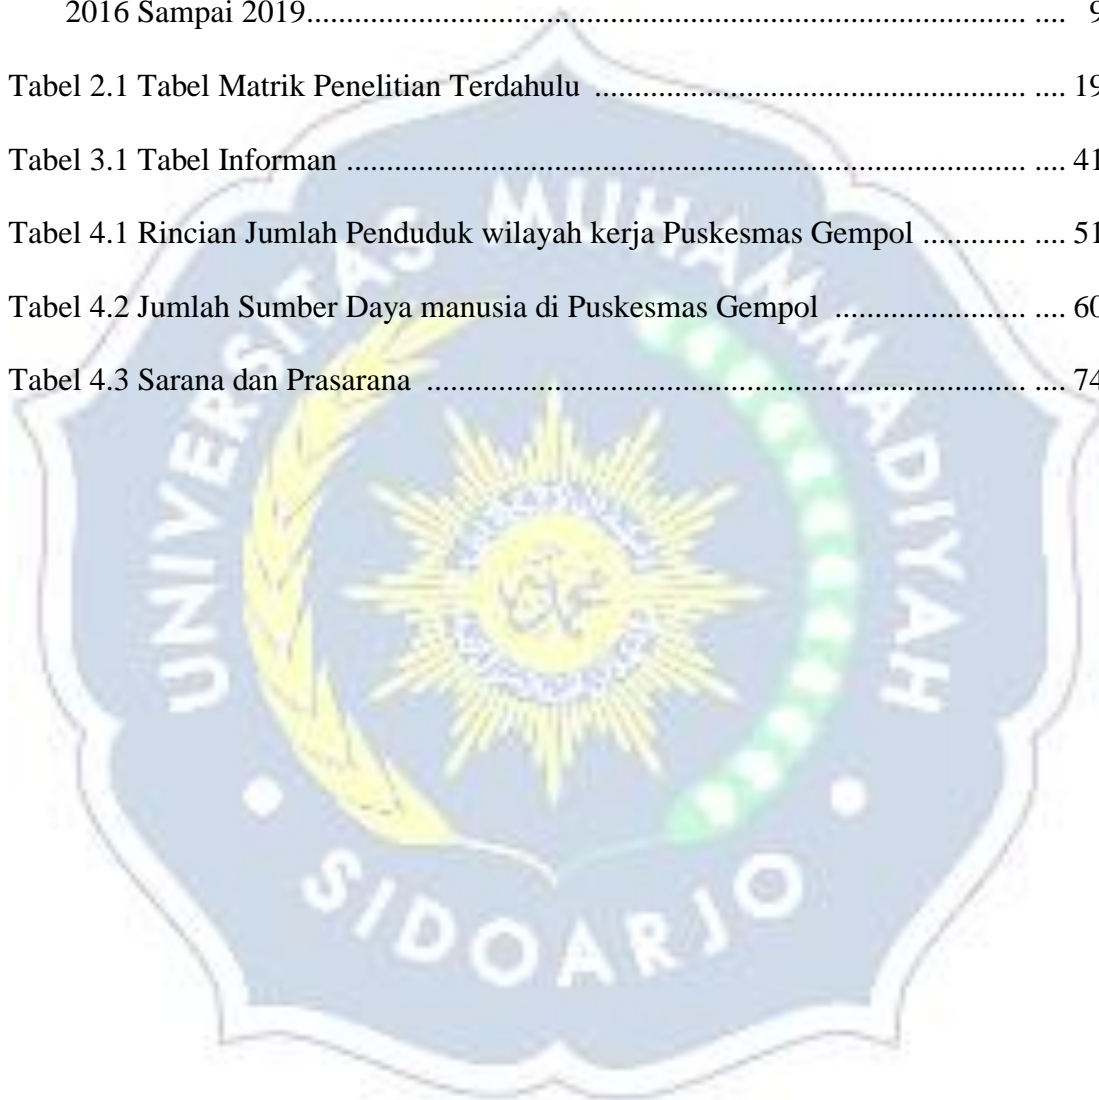 2016 Sampai 2019.............................................................................. .... 9
Tabel 2.1 Tabel Matrik Penelitian Terdahulu ............................................... .... 19
Tabel 3.1 Tabel Informan .......................................................................... .... 41
Tabel 4.1 Rincian Jumlah Penduduk wilayah kerja Puskesmas Gempol ............. .... 51
Tabel 4.2 Jumlah Sumber Daya manusia di Puskesmas Gempol ..................... .... 60
Tabel 4.3 Sarana dan Prasarana ................................................................. .... 74
UNIVERSITAS MUHAMMADIYAH
SIDOARJO